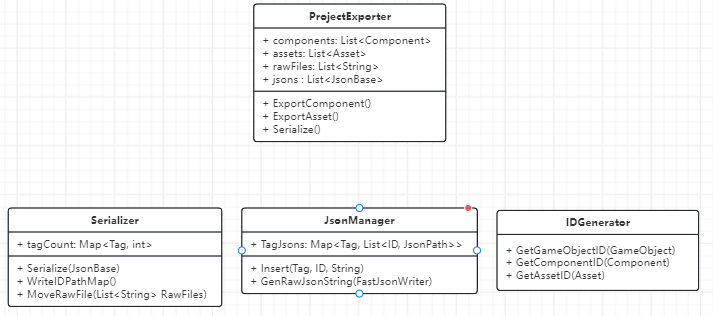 ProjectExporter
+ components: List<Component>
+ assets: List<Asset>
+ rawFiles: List<String>
+ jsons : List<JsonBase>
+ ExportComponent()
+ ExportAsset()
+ Serialize()
Serializer
+ tagCount: Map<Tag, int>
+ Serialize(JsonBase)
+ WriteIDPathMap()
+ MoveRawFile(List<String> RawFiles)
JsonManager
+ TagJsons: Map<Tag, List<ID, JsonPath>>
+ Insert(Tag, ID, String)
+ GenRawJsonString(FastJsonWriter)
IDGenerator
+ GetGameObjectID(GameObject)
+ GetComponentID(Component)
+ GetAssetID(Asset)